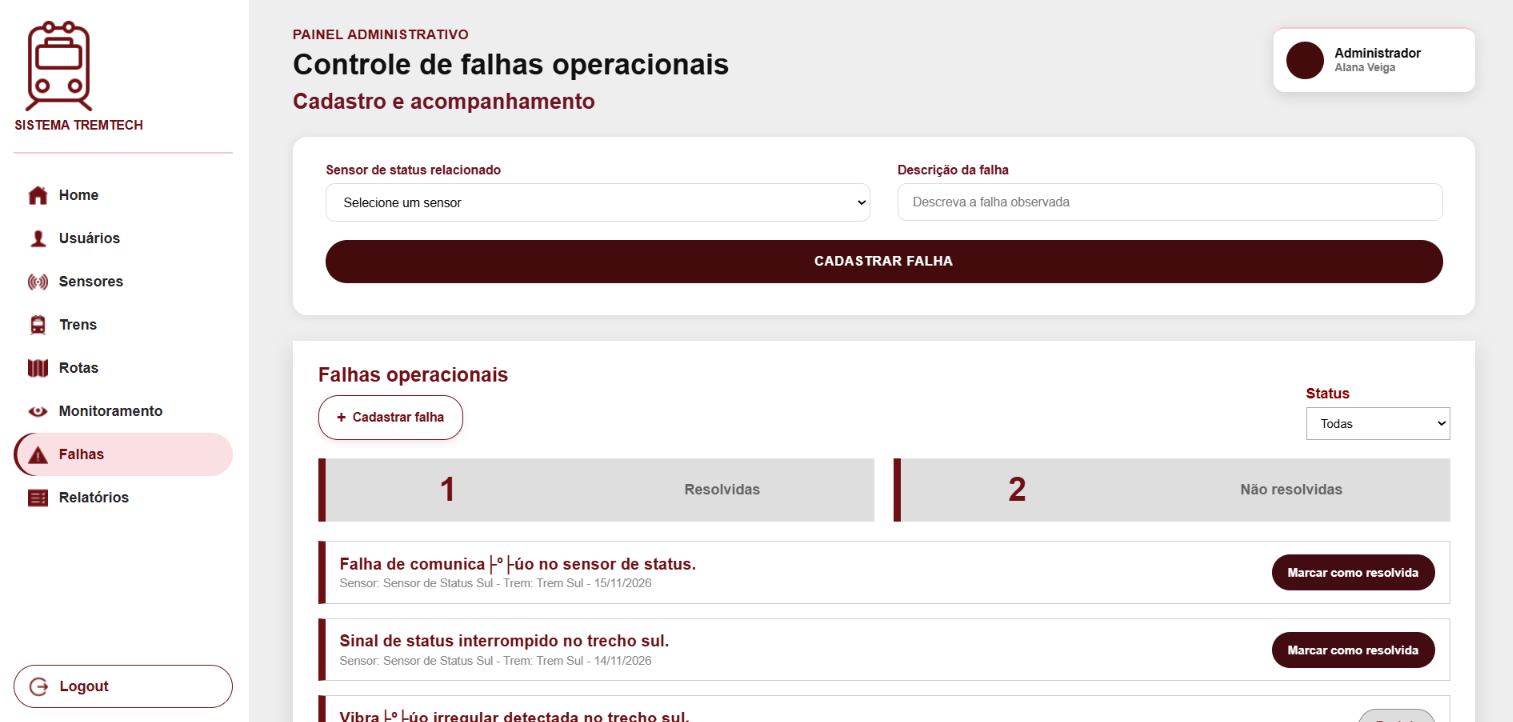 SISTEMA TREMTECH
Home
Usuários
Sensores
Trens
Rotas
Monitoramento
Falhas
Relatórios
Logout
PAINEL ADMINISTRATIVO
Controle de falhas operacionais
Cadastro e acompanhamento
Administrador
Alana Veiga
Sensor de status relacionado
Selecione um sensor
Descrição da falha
Descreva a falha observada
CADASTRAR FALHA
Falhas operacionais
+ Cadastrar falha
Status
Todas
1 Resolvidas
2 Não resolvidas
Falha de comunica├º├úo no sensor de status.
Sensor: Sensor de Status Sul - Trem: Trem Sul - 15/11/2026
Marcar como resolvida
Sinal de status interrompido no trecho sul.
Sensor: Sensor de Status Sul - Trem: Trem Sul - 14/11/2026
Marcar como resolvida
Vibra├º├úo irregular detectada no trecho sul.